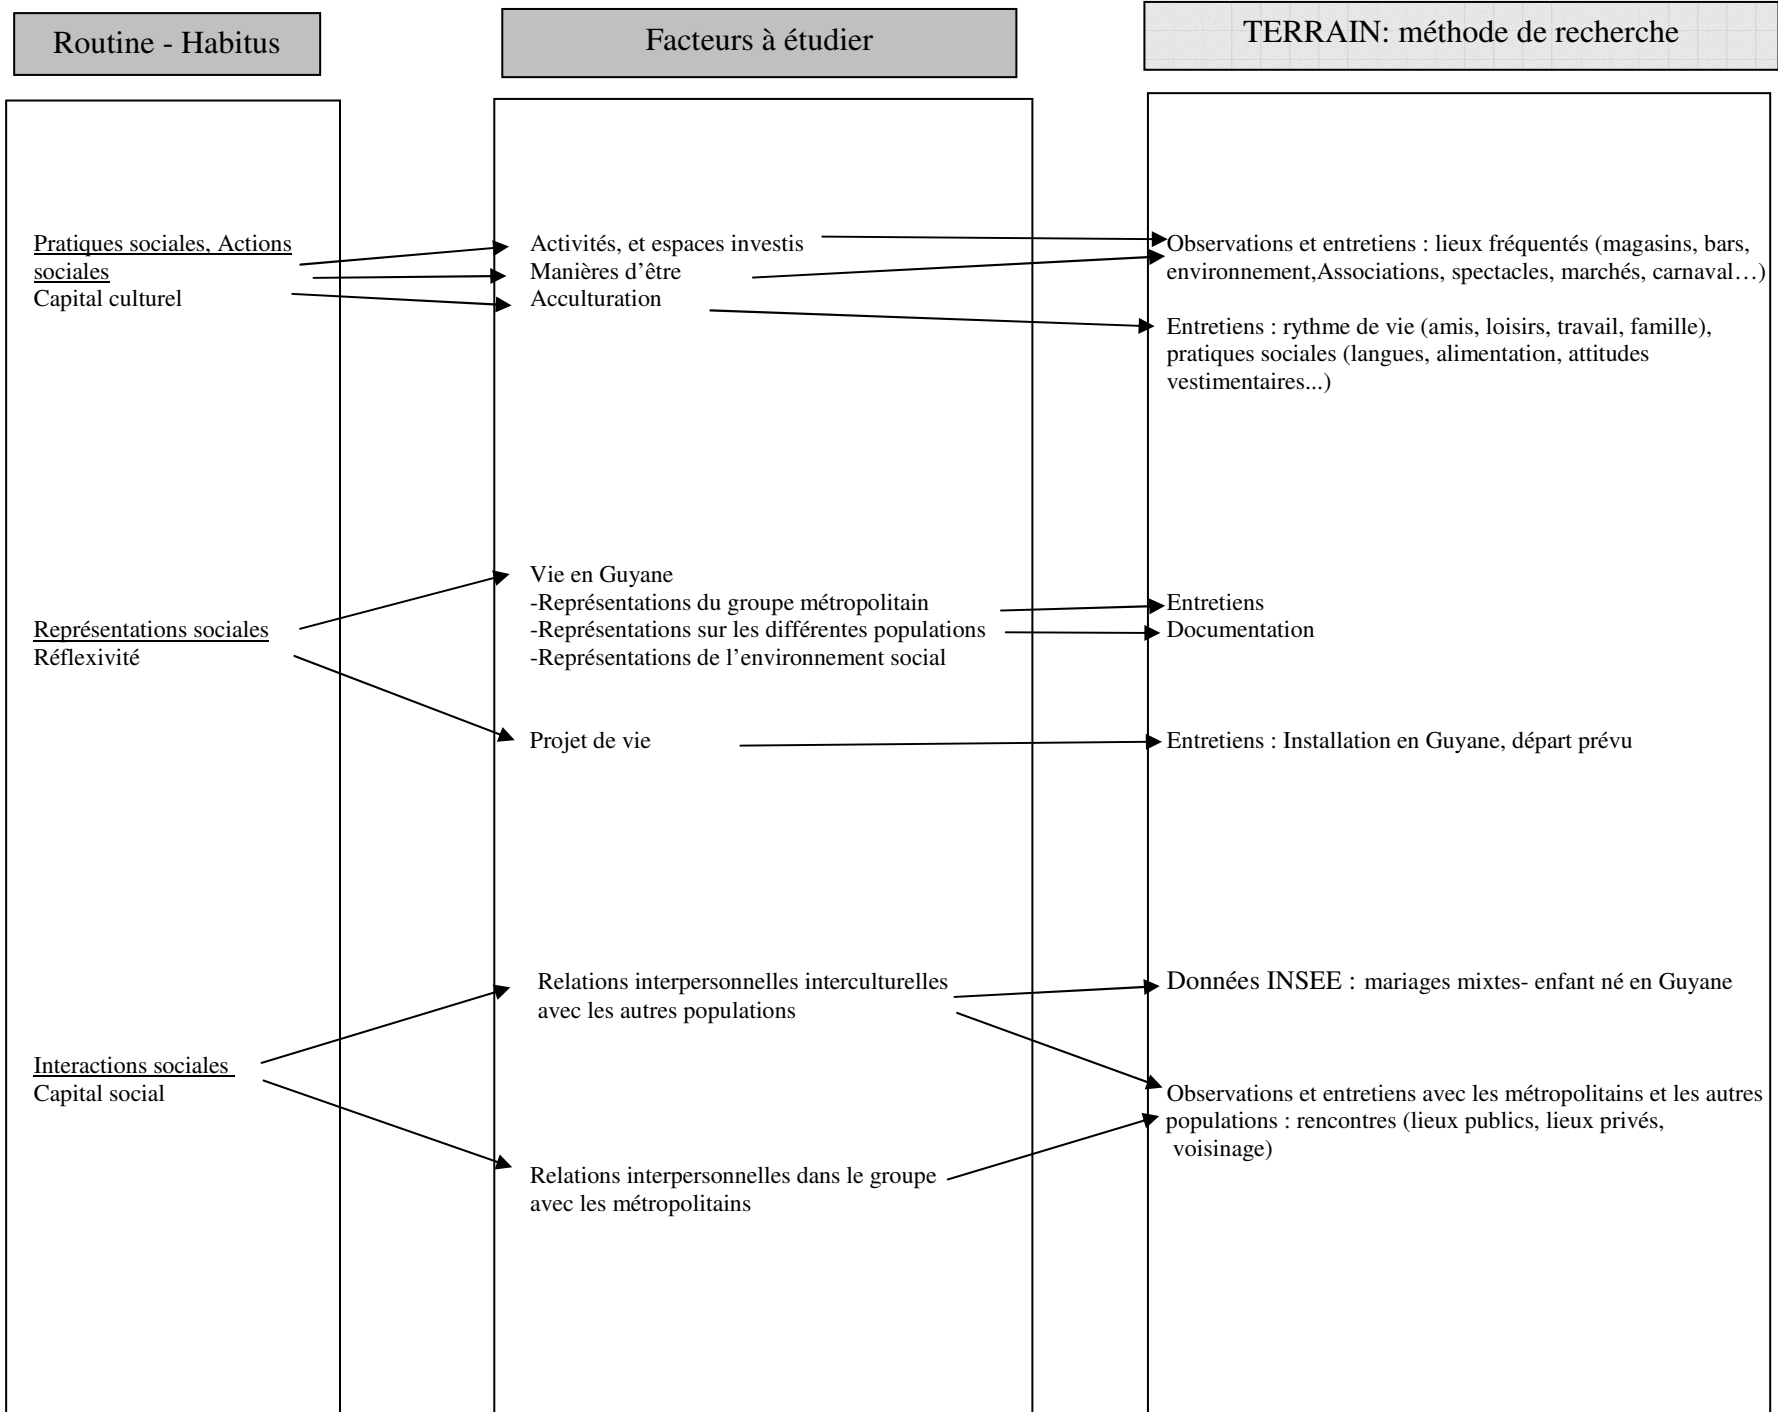 Routine - Habitus
Facteurs à étudier
TERRAIN: méthode de recherche
Pratiques sociales, Actions
sociales
Capital culturel
Activités, et espaces investis
Manières d’être
Acculturation
Observations et entretiens : lieux fréquentés (magasins, bars,
environnement,Associations, spectacles, marchés, carnaval…)
Entretiens : rythme de vie (amis, loisirs, travail, famille),
pratiques sociales (langues, alimentation, attitudes
vestimentaires...)
Représentations sociales
Réflexivité
Vie en Guyane
-Représentations du groupe métropolitain
-Représentations sur les différentes populations
-Représentations de l’environnement social
Entretiens
Documentation
Projet de vie
Entretiens : Installation en Guyane, départ prévu
Interactions sociales
Capital social
Relations interpersonnelles interculturelles
avec les autres populations
Données INSEE : mariages mixtes- enfant né en Guyane
Observations et entretiens avec les métropolitains et les autres
populations : rencontres (lieux publics, lieux privés,
voisinage)
Relations interpersonnelles dans le groupe
avec les métropolitains